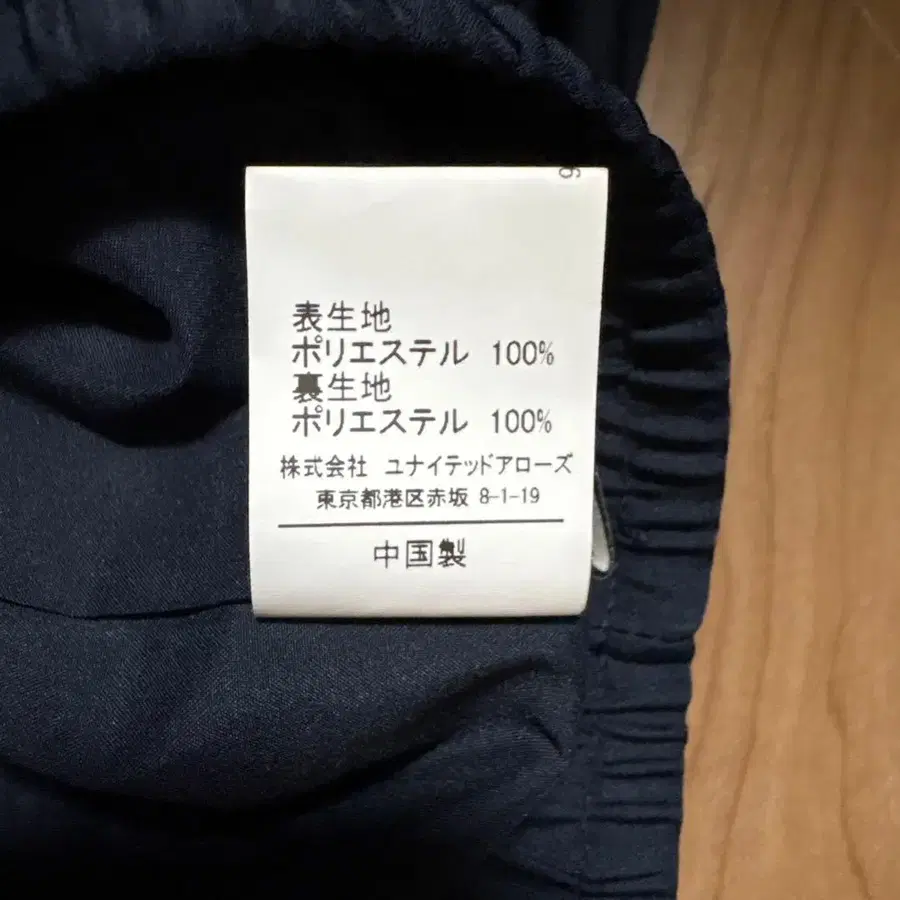 表生地
ポリエステル 100%
裏生地
ポリエステル 100%
株式会社 ユナイテッドアローズ
東京都港区赤坂 8-1-19
中国製